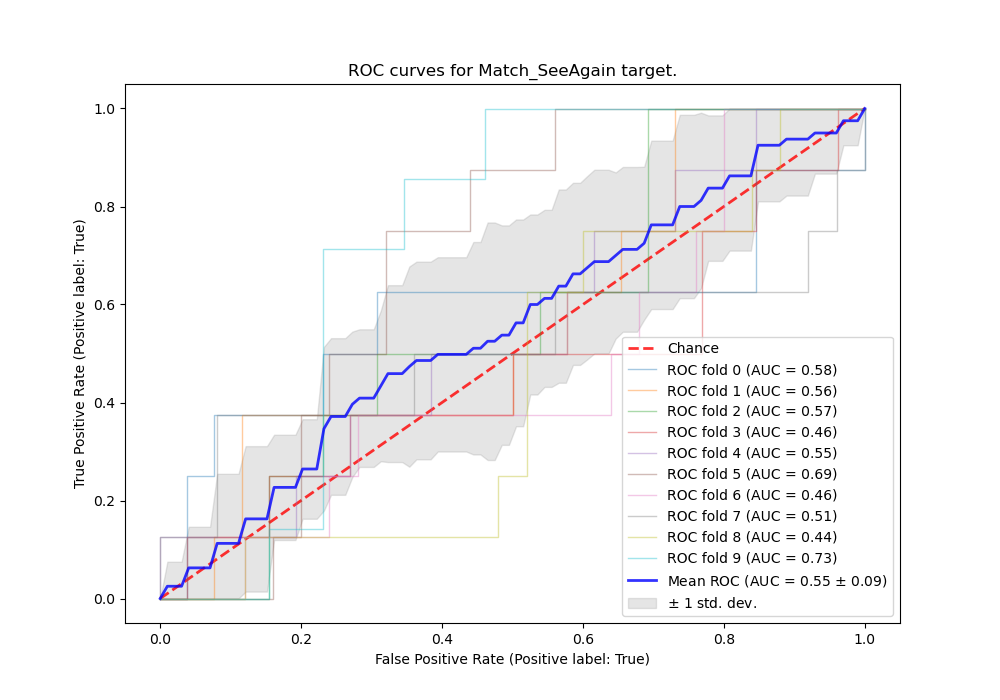 ROC curves for Match_SeeAgain target.
True Positive Rate (Positive label: True)
1.0
0.8
0.6
0.4
0.2
0.0
Chance
ROC fold 0 (AUC = 0.58)
ROC fold 1 (AUC = 0.56)
ROC fold 2 (AUC = 0.57)
ROC fold 3 (AUC = 0.46)
ROC fold 4 (AUC = 0.55)
ROC fold 5 (AUC = 0.69)
ROC fold 6 (AUC = 0.46)
ROC fold 7 (AUC = 0.51)
ROC fold 8 (AUC = 0.44)
ROC fold 9 (AUC = 0.73)
Mean ROC (AUC = 0.55 ± 0.09)
± 1 std. dev.
0.0 0.2 0.4 0.6 0.8 1.0
False Positive Rate (Positive label: True)